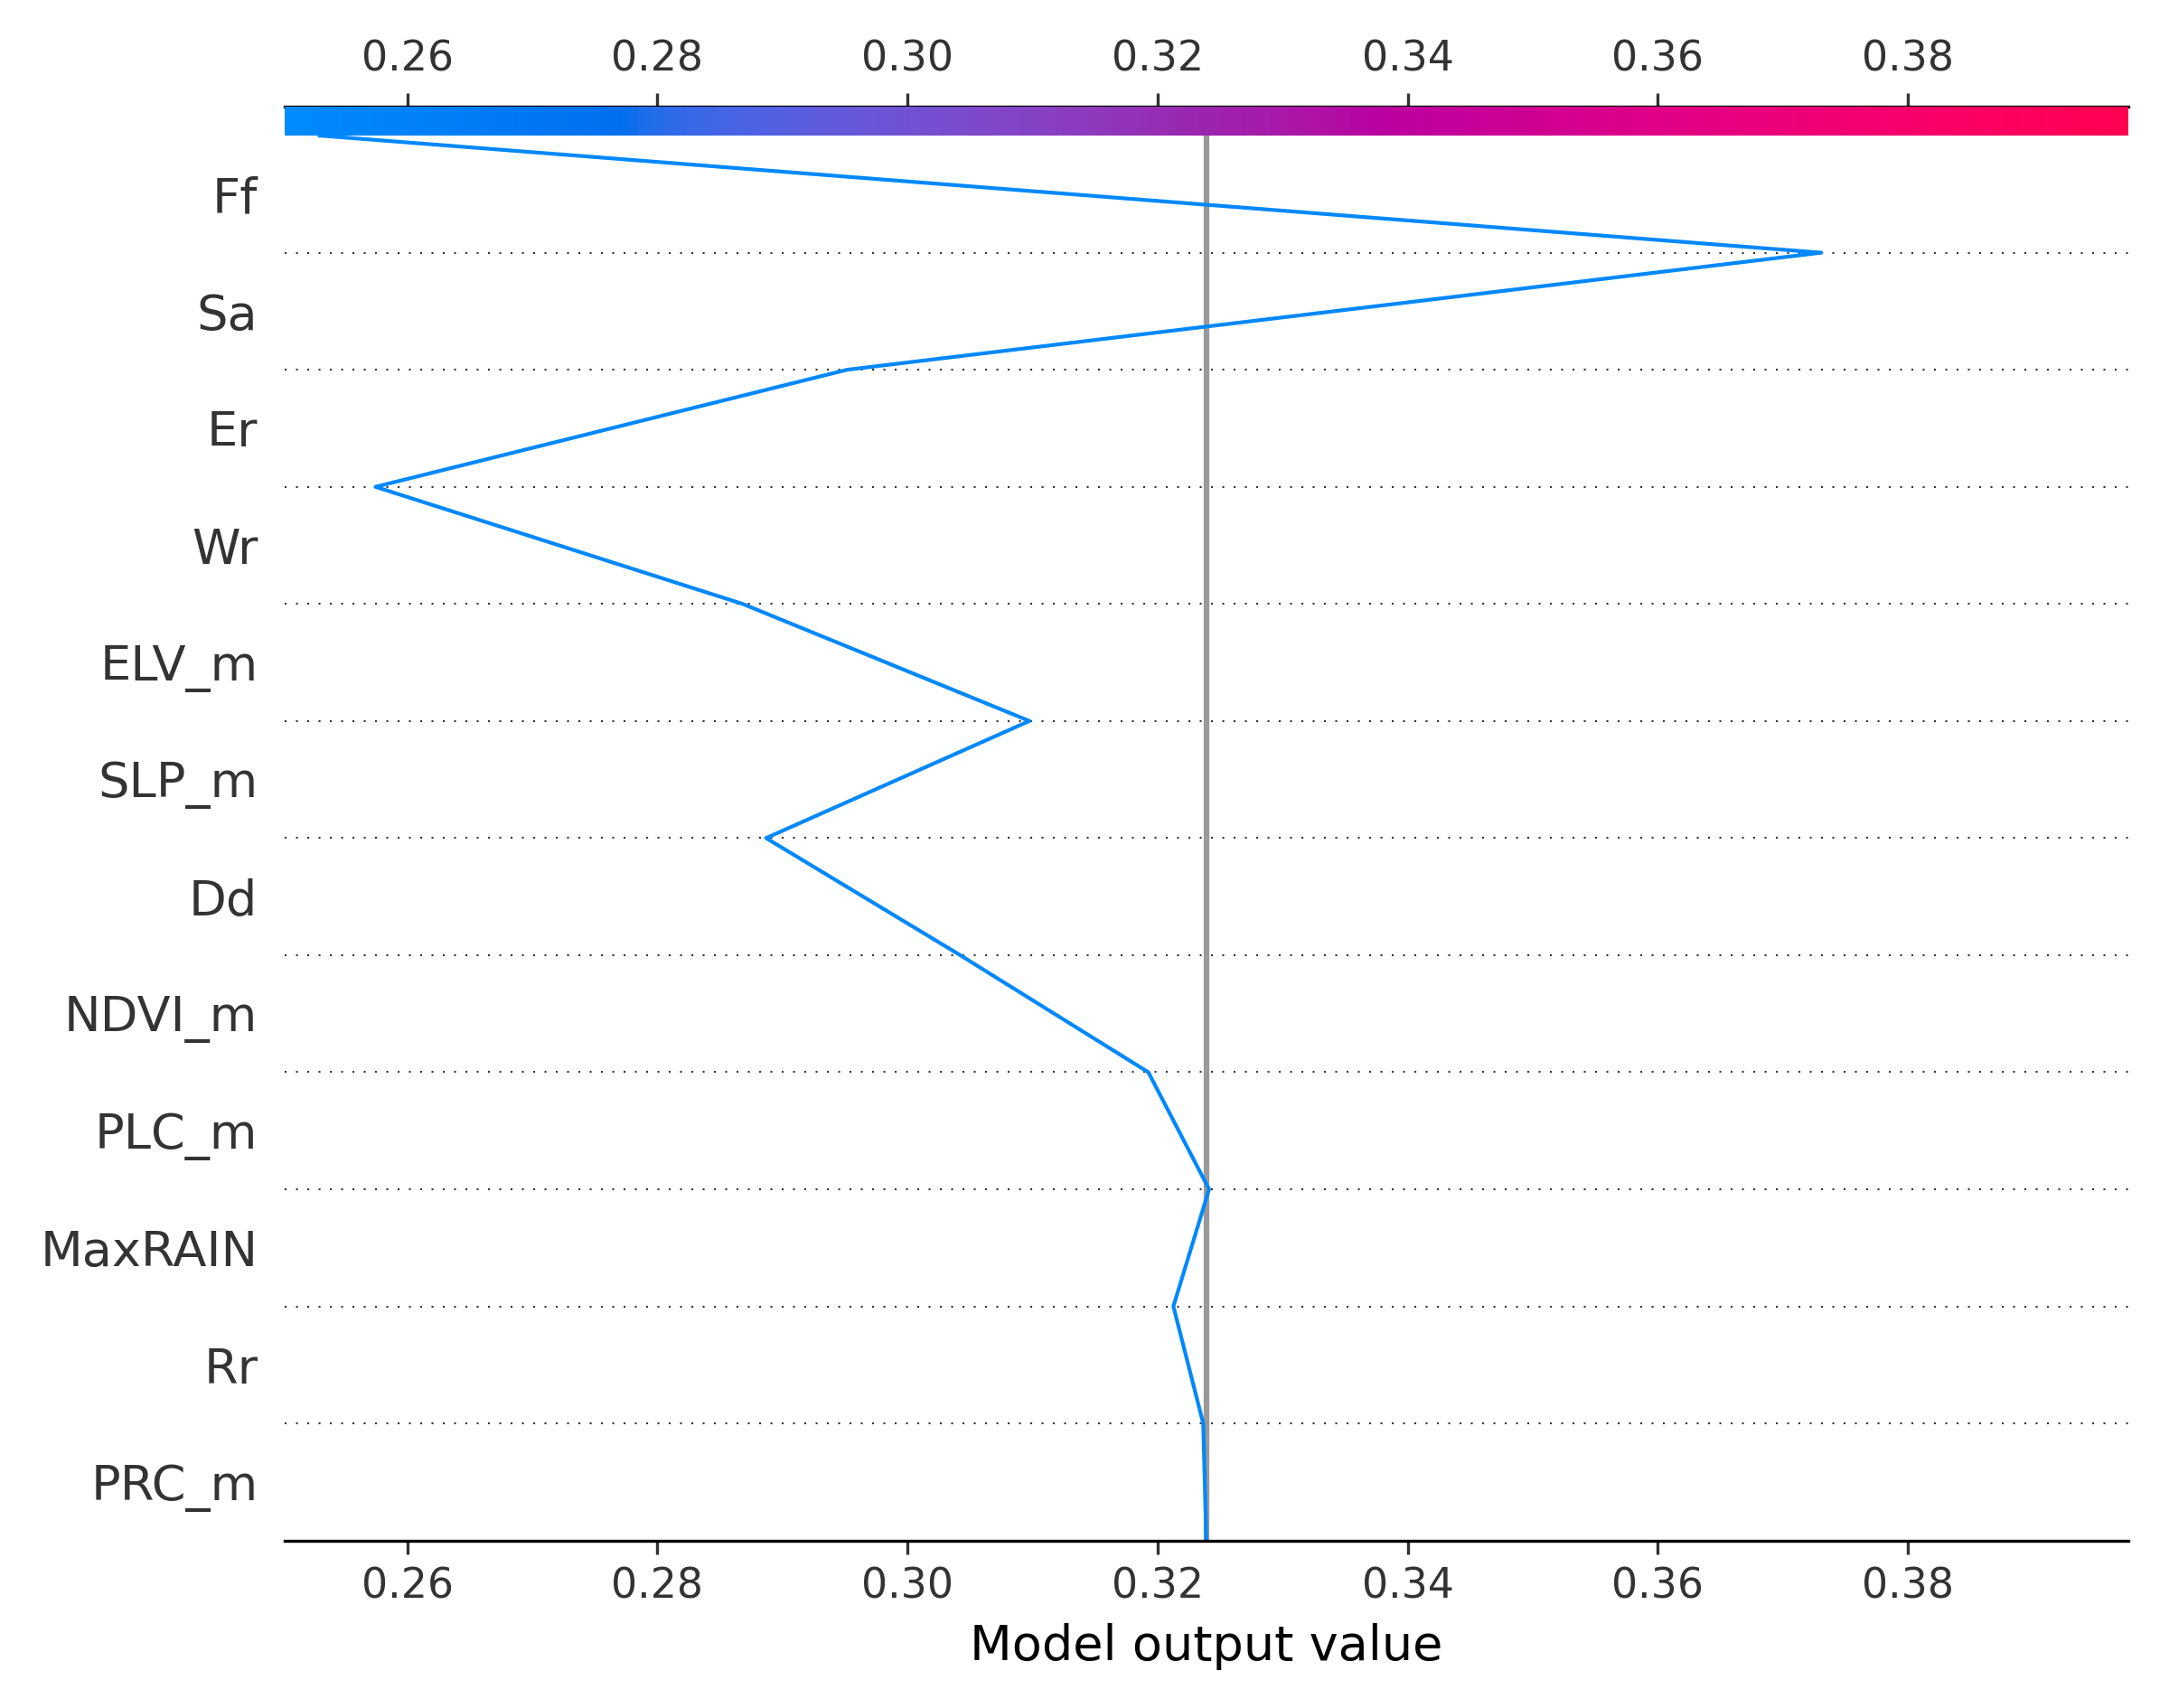 0.26 0.28 0.30 0.32 0.34 0.36 0.38
Ff
Sa
Er
Wr
ELV_m
SLP_m
Dd
NDVI_m
PLC_m
MaxRAIN
Rr
PRC_m
0.26 0.28 0.30 0.32 0.34 0.36 0.38
Model output value